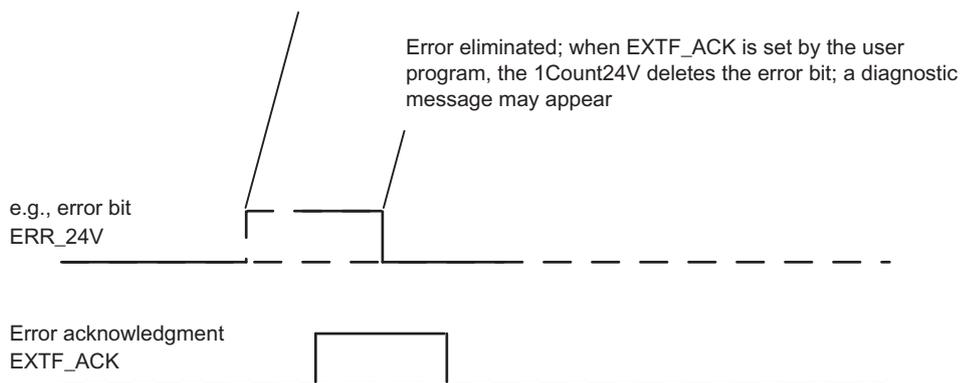 Error eliminated; when EXTF_ACK is set by the user
program, the 1Count24V deletes the error bit; a diagnostic
message may appear
e.g., error bit
ERR_24V
Error acknowledgment
EXTF_ACK